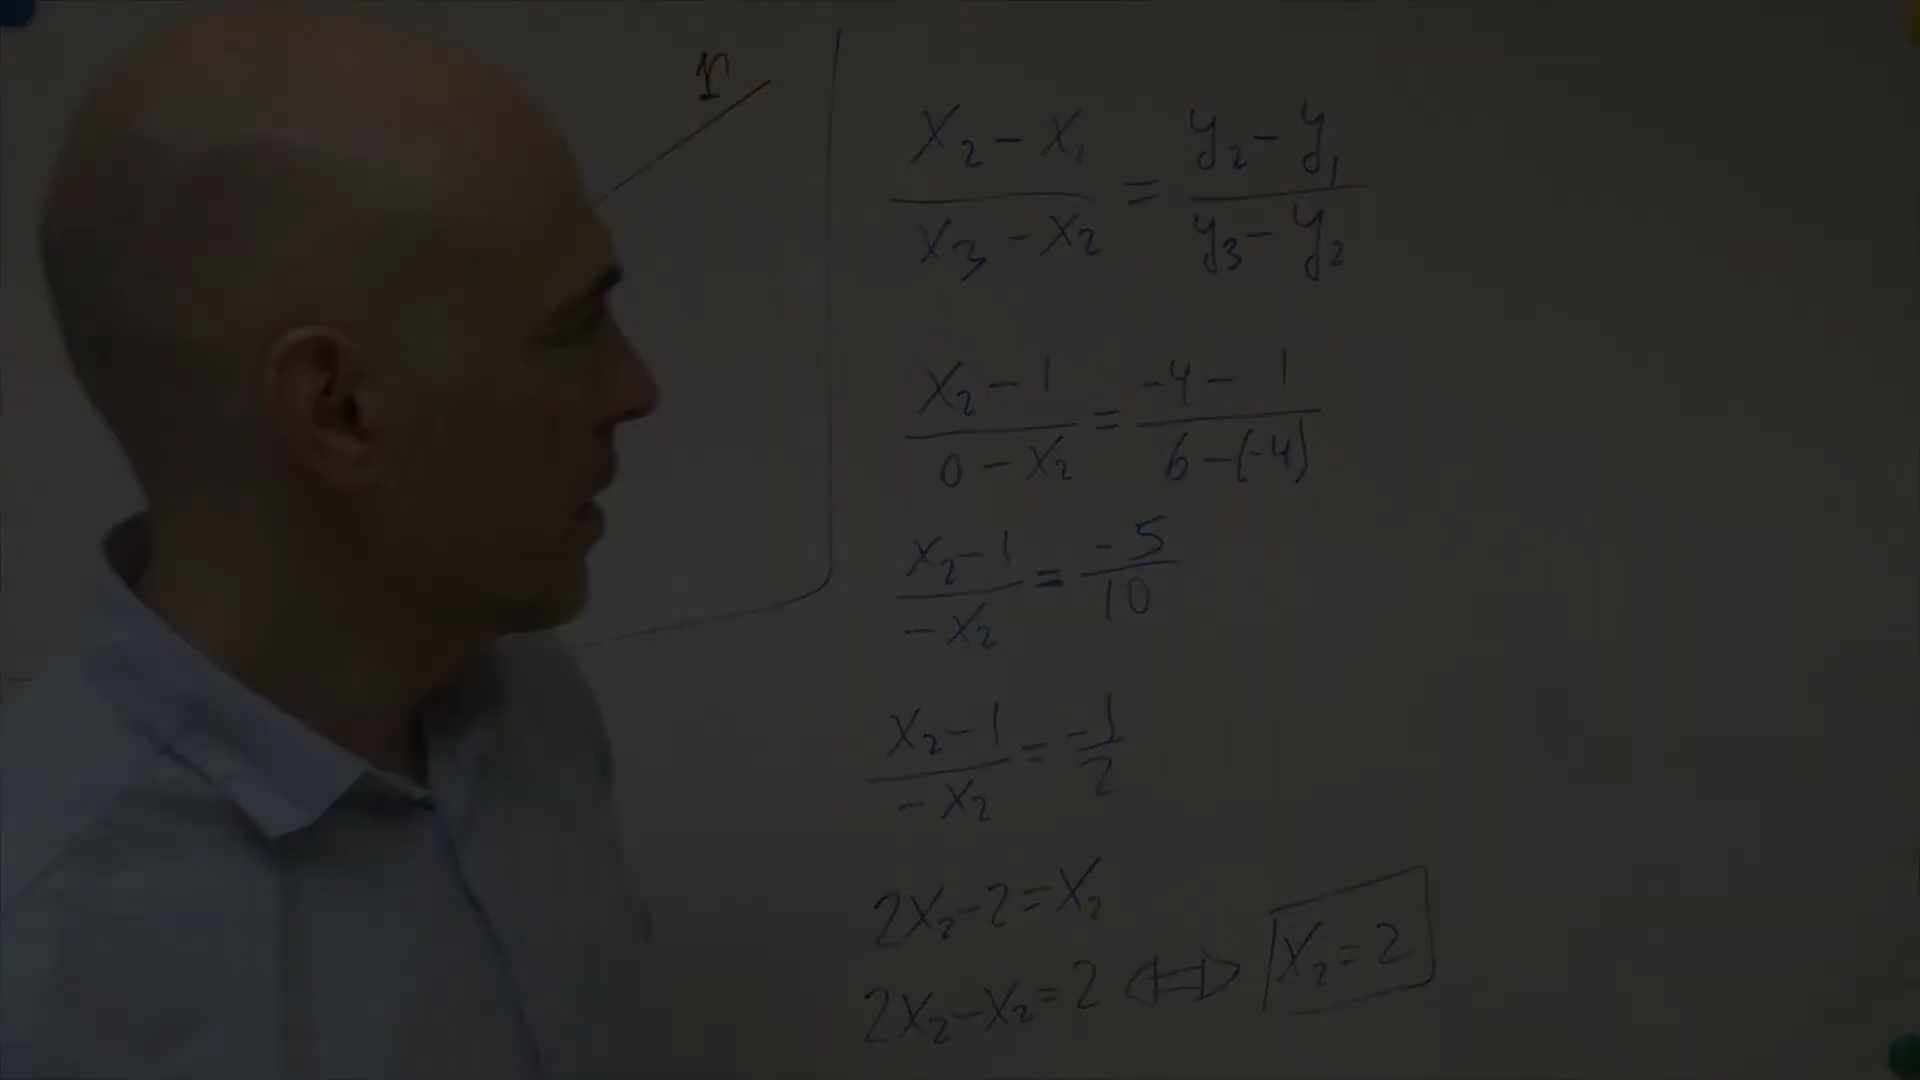 r
(x₂ - x₁)/(x₃ - x₂) = (y₂ - y₁)/(y₃ - y₂)
(x₂ - 1)/(0 - x₂) = (-4 - 1)/(6 - (-4))
(x₂ - 1)/(-x₂) = -5/10
(x₂ - 1)/(-x₂) = -1/2
2x₂ - 2 = x₂
2x₂ - x₂ = 2 ⇔ x₂ = 2